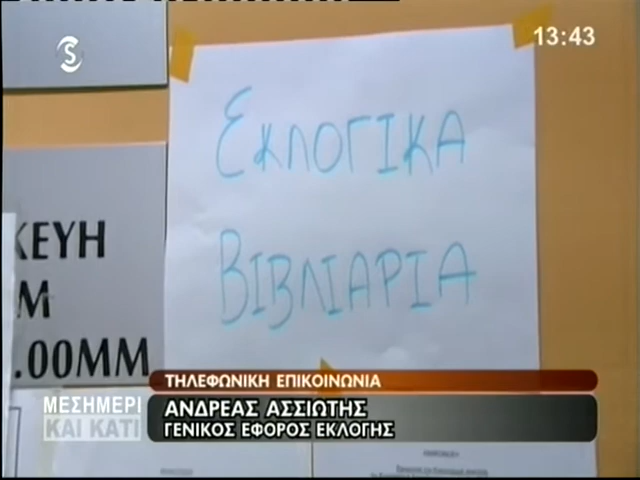 13:43
S
ΕΚΛΟΓΙΚΑ
ΒΙΒΛΙΑΡΙΑ
ΚΕΥΗ
Μ
.00ΜΜ
ΤΗΛΕΦΩΝΙΚΗ ΕΠΙΚΟΙΝΩΝΙΑ
ΜΕΣΗΜΕΡΙ
ΚΑΙ ΚΑΤΙ
ΑΝΔΡΕΑΣ ΑΣΣΙΩΤΗΣ
ΓΕΝΙΚΟΣ ΕΦΟΡΟΣ ΕΚΛΟΓΗΣ